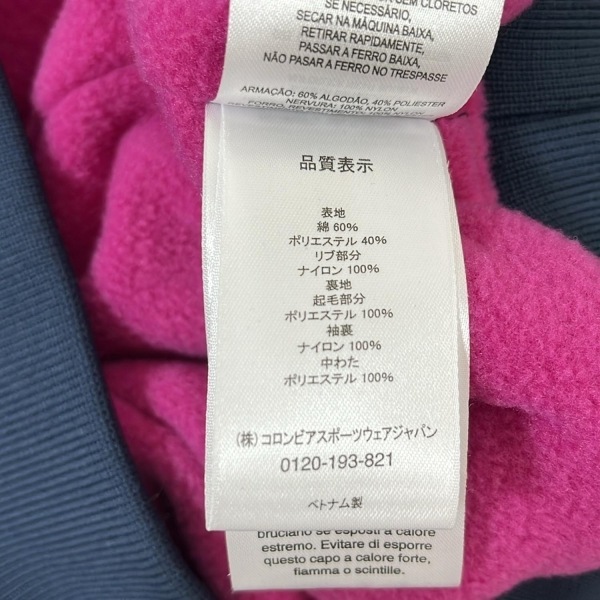 SE NECESSÁRIO,
SECAR NA MÁQUINA BAIXA,
RETIRAR RAPIDAMENTE,
PASSAR A FERRO BAIXA,
NÃO PASSAR A FERRO NO TRESPASSE
ARMAÇÃO: 60% ALGODÃO, 40% POLIESTER
NERVURA: 100% NYLON
FORRO, REVESTIMENTO: 100% NYLON
品質表示
表地
綿 60%
ポリエステル 40%
リブ部分
ナイロン 100%
裏地
起毛部分
ポリエステル 100%
袖裏
ナイロン 100%
中わた
ポリエステル 100%
(株) コロンビアスポーツウェアジャパン
0120-193-821
ベトナム製
bruciano se esposti a calore
estremo. Evitare di esporre
questo capo a calore forte,
fiamma o scintille.